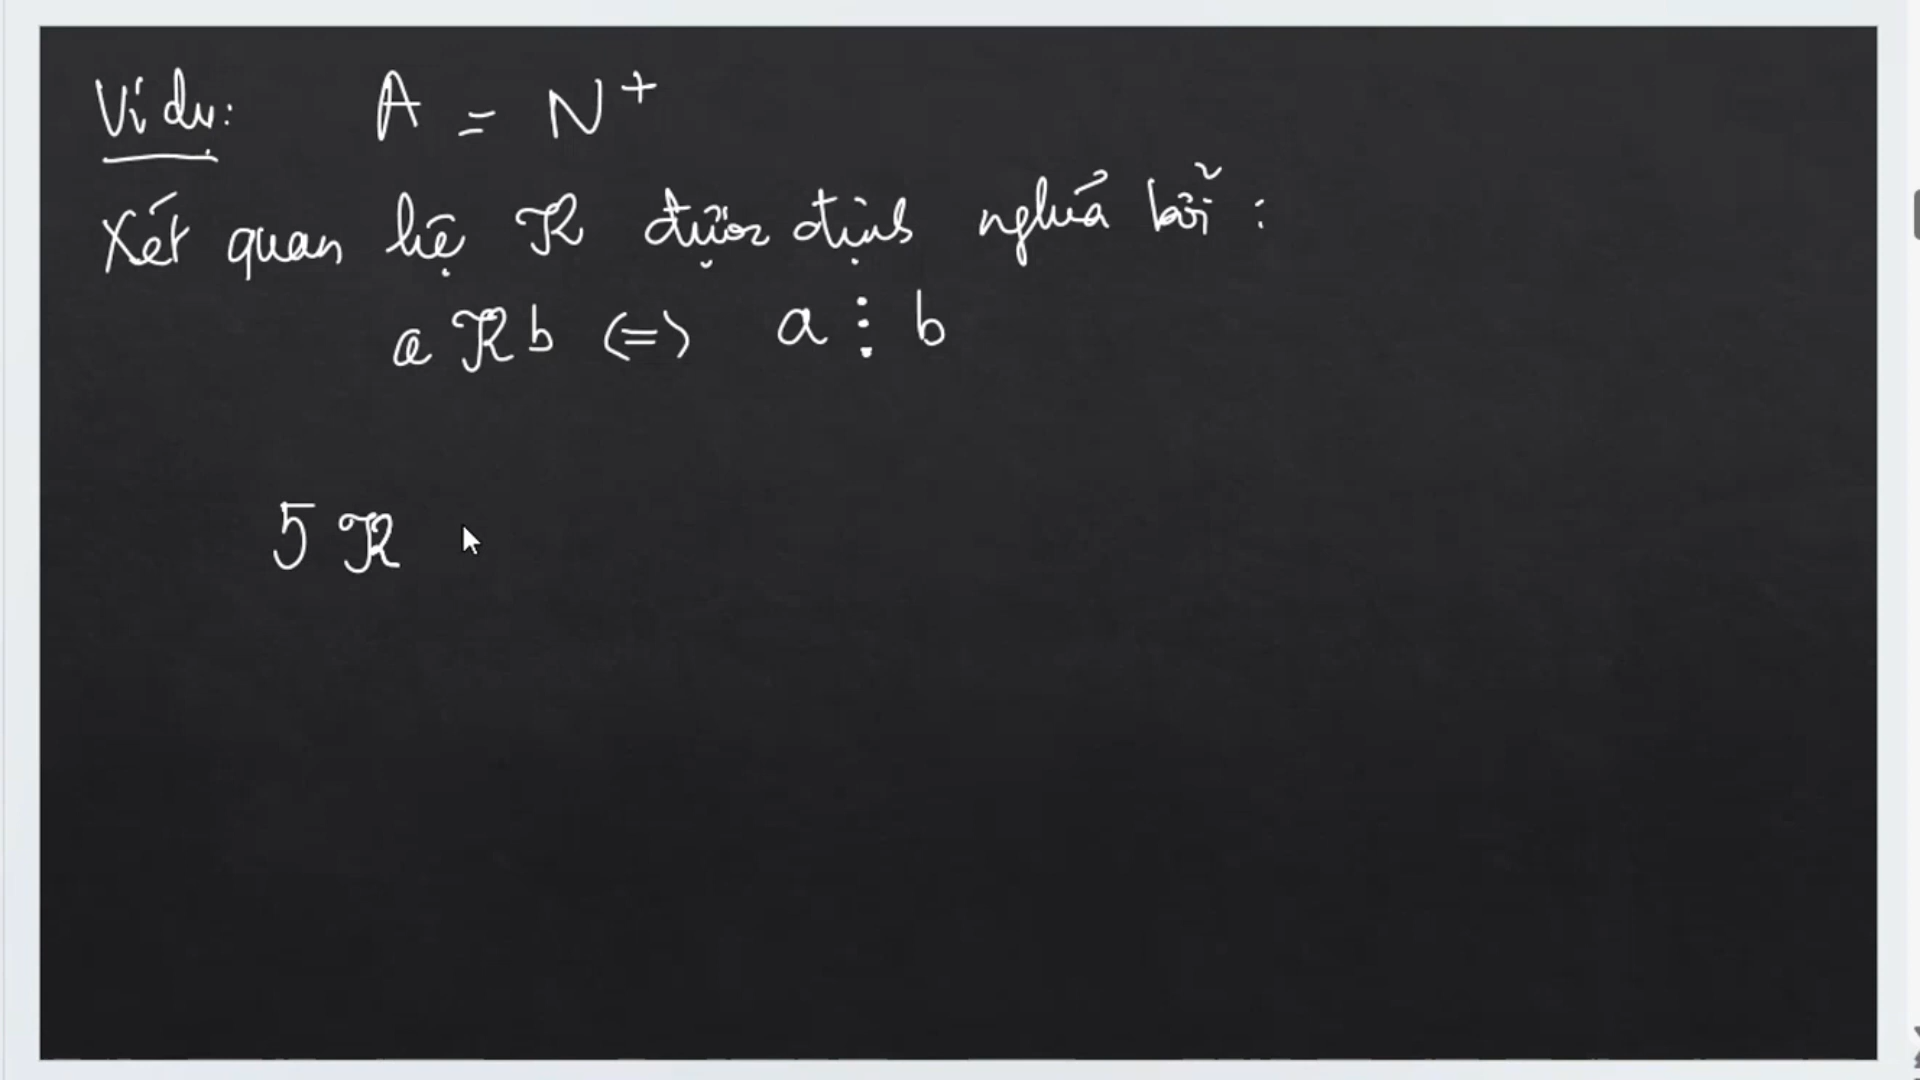 Ví dụ: A = N⁺
Xét quan hệ R được định nghĩa bởi :
a R b <=> a ⋮ b
5 R